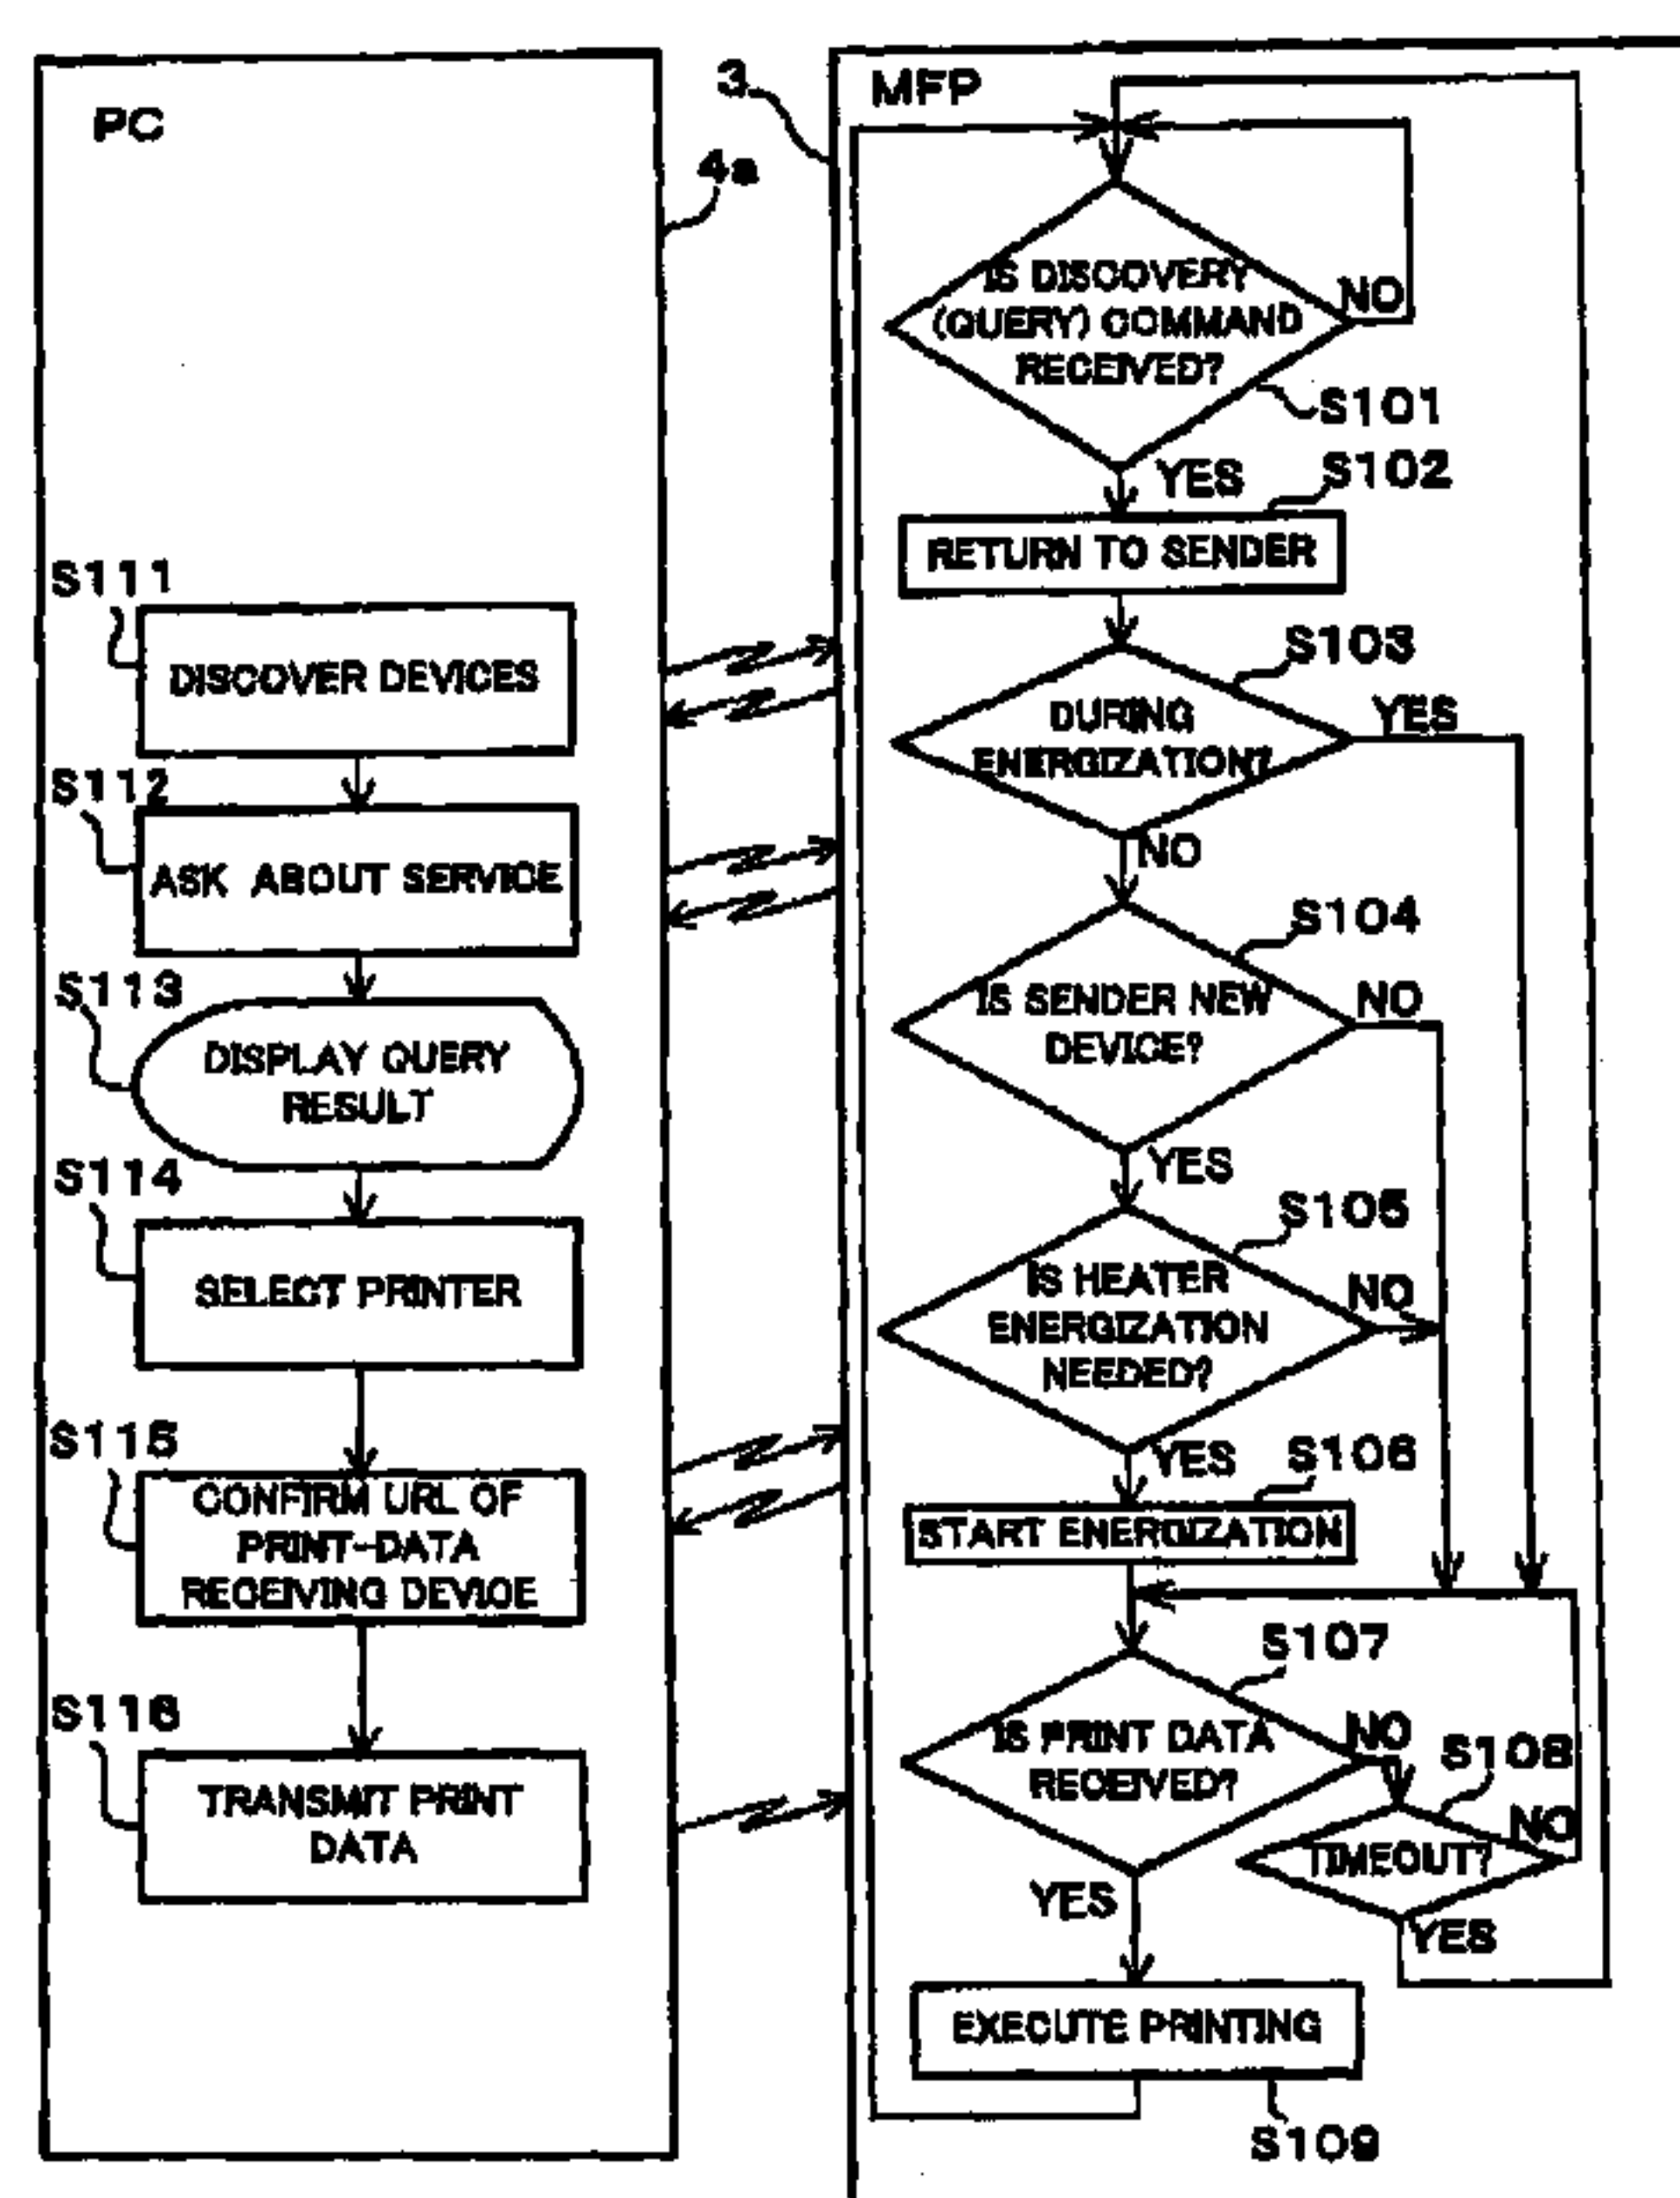 PC
4a
S111
DISCOVER DEVICES
S112
ASK ABOUT SERVICE
S113
DISPLAY QUERY
RESULT
S114
SELECT PRINTER
S115
CONFIRM URL OF
PRINT-DATA
RECEIVING DEVICE
S116
TRANSMIT PRINT
DATA
3
MFP
IS DISCOVERY
(QUERY) COMMAND
RECEIVED?
NO
S101
YES
S102
RETURN TO SENDER
S103
DURING
ENERGIZATION?
YES
NO
S104
IS SENDER NEW
DEVICE?
NO
YES
S105
IS HEATER
ENERGIZATION
NEEDED?
NO
YES
S106
START ENERGIZATION
S107
IS PRINT DATA
RECEIVED?
NO
S108
TIMEOUT?
NO
YES
YES
EXECUTE PRINTING
S109